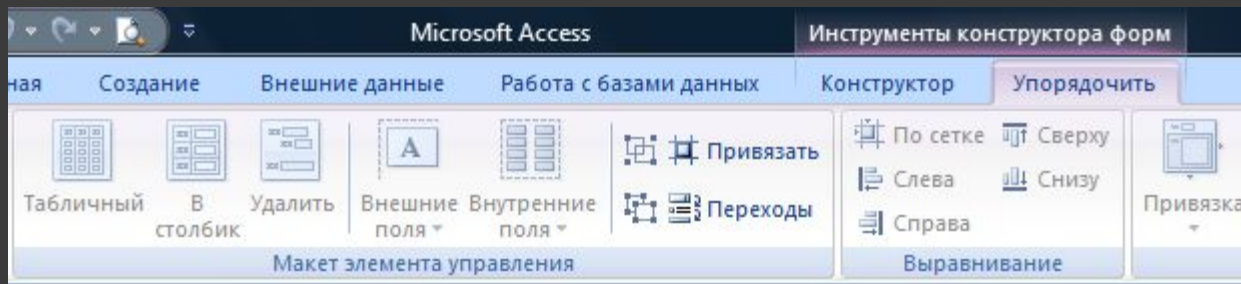 Microsoft Access
Инструменты конструктора форм
ная Создание Внешние данные Работа с базами данных Конструктор Упорядочить
Табличный
В столбик
Удалить
A
Внешние поля
Внутренние поля
Привязать
Переходы
Макет элемента управления
По сетке
Слева
Справа
Сверху
Снизу
Выравнивание
Привязка